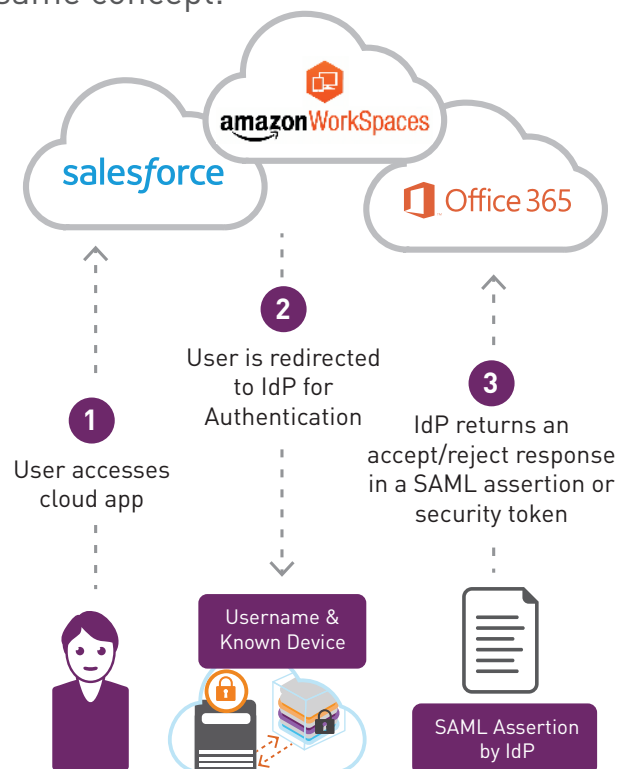 same concept.
amazon WorkSpaces
salesforce
Office 365
1
User accesses
cloud app
2
User is redirected
to IdP for
Authentication
3
IdP returns an
accept/reject response
in a SAML assertion or
security token
Username &
Known Device
SAML Assertion
by IdP